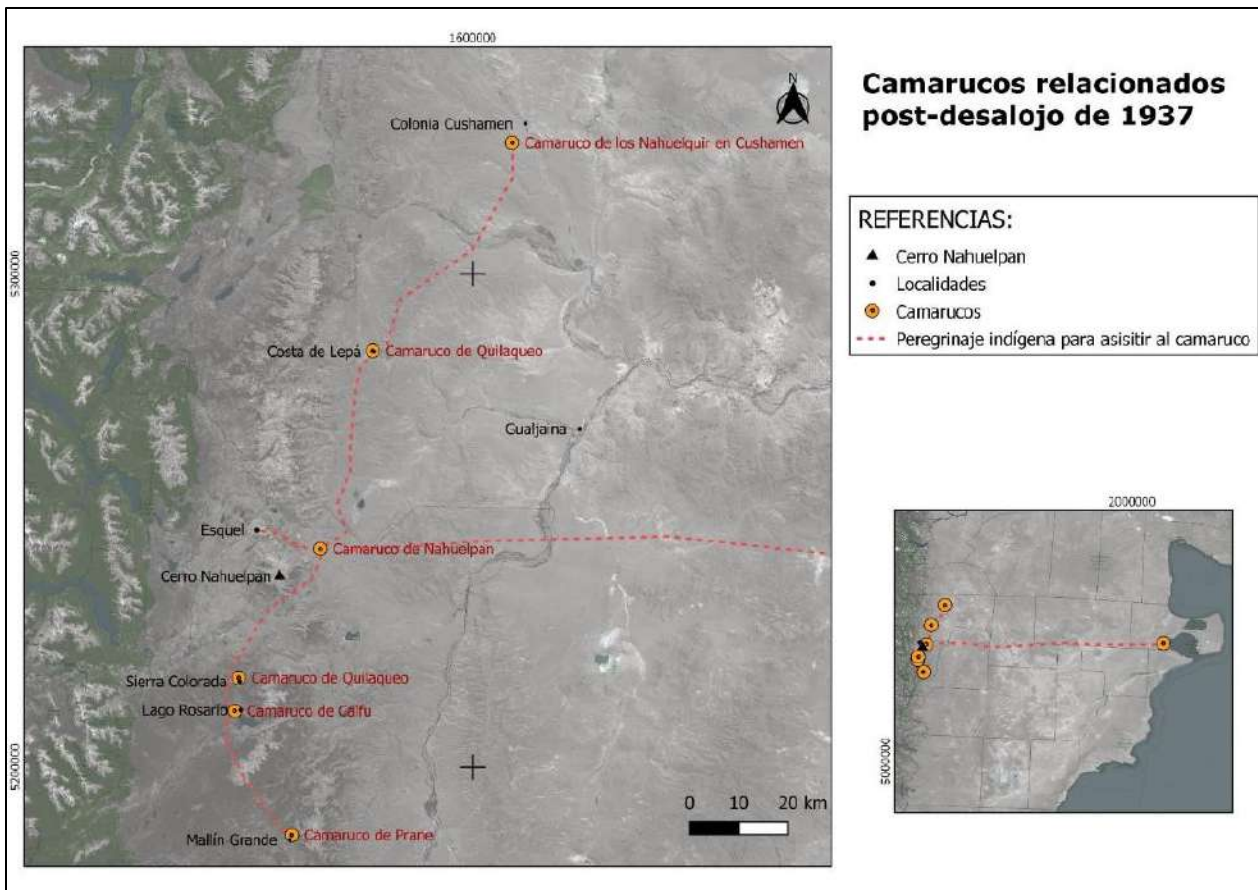 1600000
Camarucos relacionados
post-desalojo de 1937
N
Colonia Cushamen
Camaruco de los Nahuelquir en Cushamen
REFERENCIAS:
Cerro Nahuelpan
Localidades
Camarucos
Peregrinaje indígena para asisitir al camaruco
5300000
Costa de Lepá
Camaruco de Quilaqueo
Gualjaina
Esquel
Camaruco de Nahuelpan
Cerro Nahuelpan
Sierra Colorada
Camaruco de Quilaqueo
Lago Rosario
Camaruco de Calfu
5200000
0 10 20 km
Mallín Grande
Camaruco de Prane
2000000
5000000